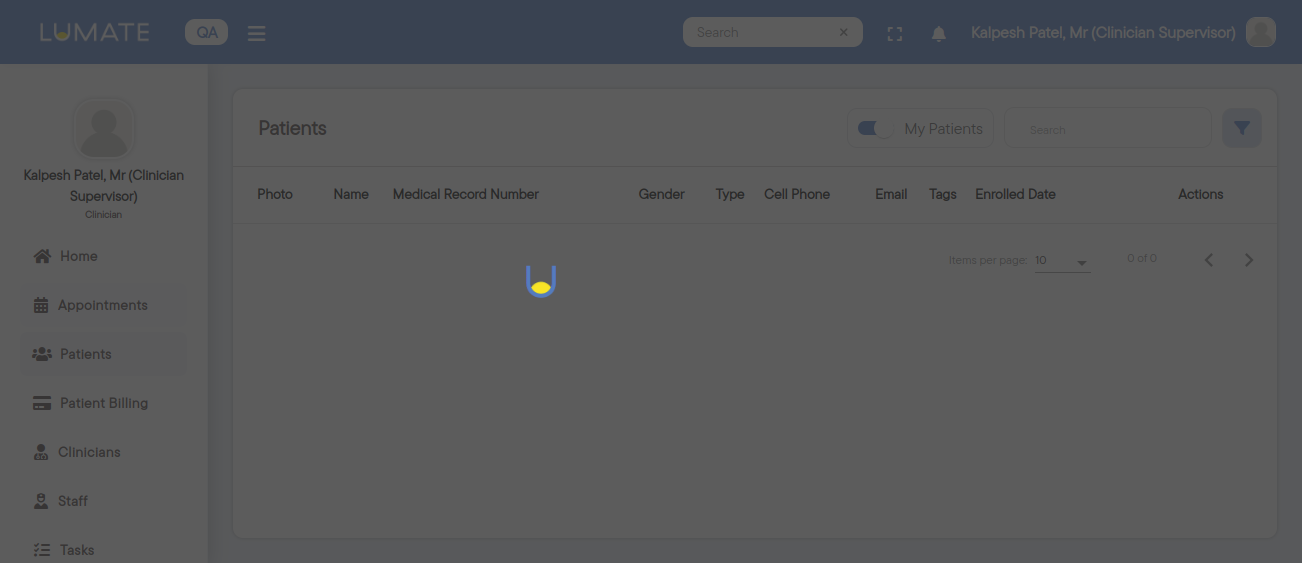 LUMATE
QA
Search
Kalpesh Patel, Mr (Clinician Supervisor)
Kalpesh Patel, Mr (Clinician
Supervisor)
Clinician
Home
Appointments
Patients
Patient Billing
Clinicians
Staff
Tasks
Patients
My Patients
Search
Photo
Name
Medical Record Number
Gender
Type
Cell Phone
Email
Tags
Enrolled Date
Actions
Items per page:
10
0 of 0